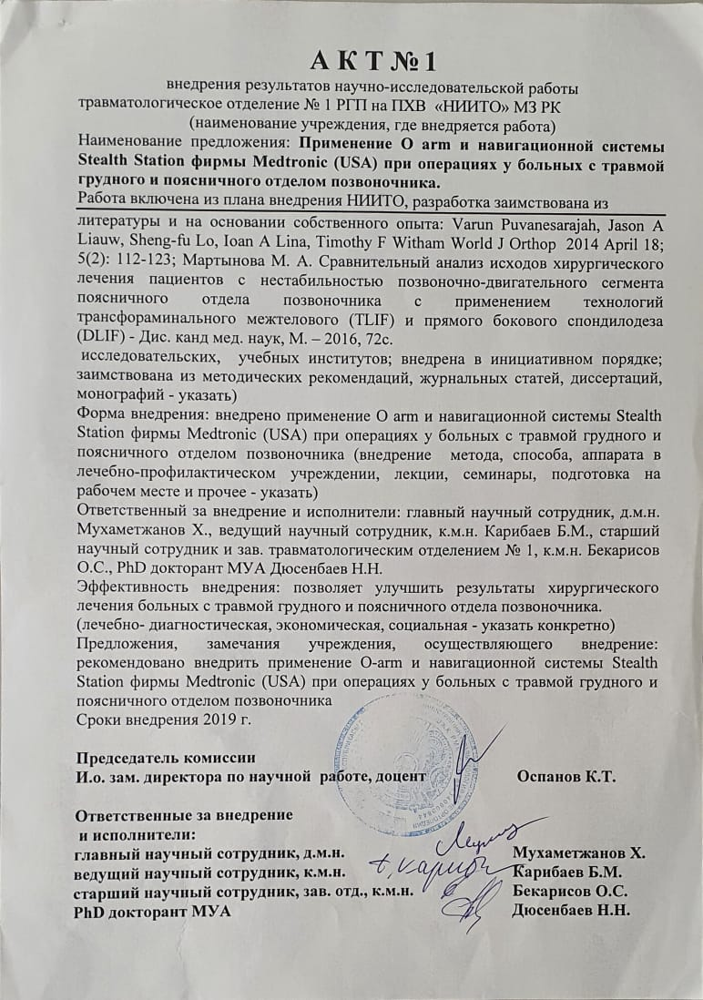 А К Т № 1
внедрения результатов научно-исследовательской работы
травматологическое отделение № 1 РГП на ПХВ «НИИТО» МЗ РК
(наименование учреждения, где внедряется работа)
Наименование предложения: Применение O arm и навигационной системы
Stealth Station фирмы Medtronic (USA) при операциях у больных с травмой
грудного и поясничного отделом позвоночника.
Работа включена из плана внедрения НИИТО, разработка заимствована из
литературы и на основании собственного опыта: Varun Puvanesarajah, Jason A
Liauw, Sheng-fu Lo, Ioan A Lina, Timothy F Witham World J Orthop 2014 April 18;
5(2): 112-123; Мартынова М. А. Сравнительный анализ исходов хирургического
лечения пациентов с нестабильностью позвоночно-двигательного сегмента
поясничного отдела позвоночника с применением технологий
трансфораминального межтелового (TLIF) и прямого бокового спондилодеза
(DLIF) - Дис. канд мед. наук, М. – 2016, 72с.
исследовательских, учебных институтов; внедрена в инициативном порядке;
заимствована из методических рекомендаций, журнальных статей, диссертаций,
монографий - указать)
Форма внедрения: внедрено применение O arm и навигационной системы Stealth
Station фирмы Medtronic (USA) при операциях у больных с травмой грудного и
поясничного отделом позвоночника (внедрение метода, способа, аппарата в
лечебно-профилактическом учреждении, лекции, семинары, подготовка на
рабочем месте и прочее - указать)
Ответственный за внедрение и исполнители: главный научный сотрудник, д.м.н.
Мухаметжанов Х., ведущий научный сотрудник, к.м.н. Карибаев Б.М., старший
научный сотрудник и зав. травматологическим отделением № 1, к.м.н. Бекарисов
О.С., PhD докторант МУА Дюсенбаев Н.Н.
Эффективность внедрения: позволяет улучшить результаты хирургического
лечения больных с травмой грудного и поясничного отдела позвоночника.
(лечебно- диагностическая, экономическая, социальная - указать конкретно)
Предложения, замечания учреждения, осуществляющего внедрение:
рекомендовано внедрить применение O-arm и навигационной системы Stealth
Station фирмы Medtronic (USA) при операциях у больных с травмой грудного и
поясничного отделом позвоночника
Сроки внедрения 2019 г.
Председатель комиссии
И.о. зам. директора по научной работе, доцент Оспанов К.Т.
Ответственные за внедрение
и исполнители:
главный научный сотрудник, д.м.н. Мухаметжанов Х.
ведущий научный сотрудник, к.м.н. Карибаев Б.М.
старший научный сотрудник, зав. отд., к.м.н. Бекарисов О.С.
PhD докторант МУА Дюсенбаев Н.Н.